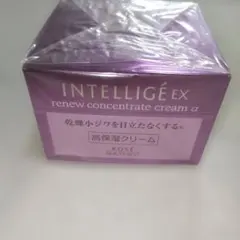 INTELLIGÉ EX
renew concentrate cream α
乾燥小ジワを目立たなくする。
高保湿クリーム
KOSÉ